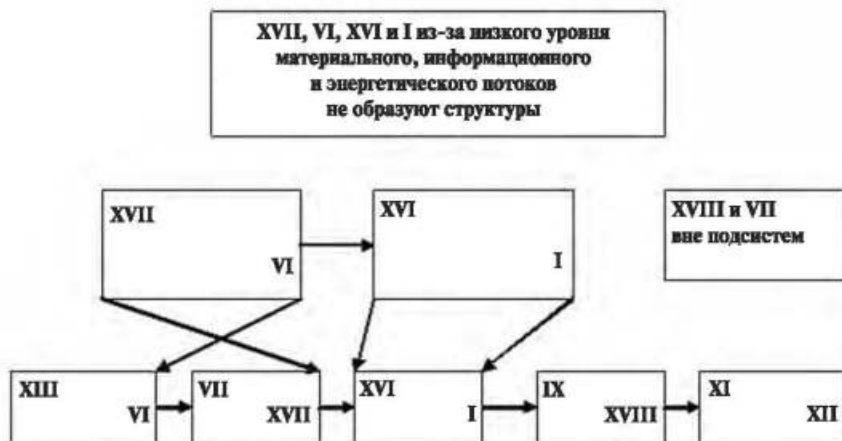 XVII, VI, XVI и I из-за низкого уровня
материального, информационного
и энергетического потоков
не образуют структуры
XVII
VI
XVI
I
XVIII и VII
вне подсистем
XIII
VI
VII
XVII
XVI
I
IX
XVIII
XI
XII